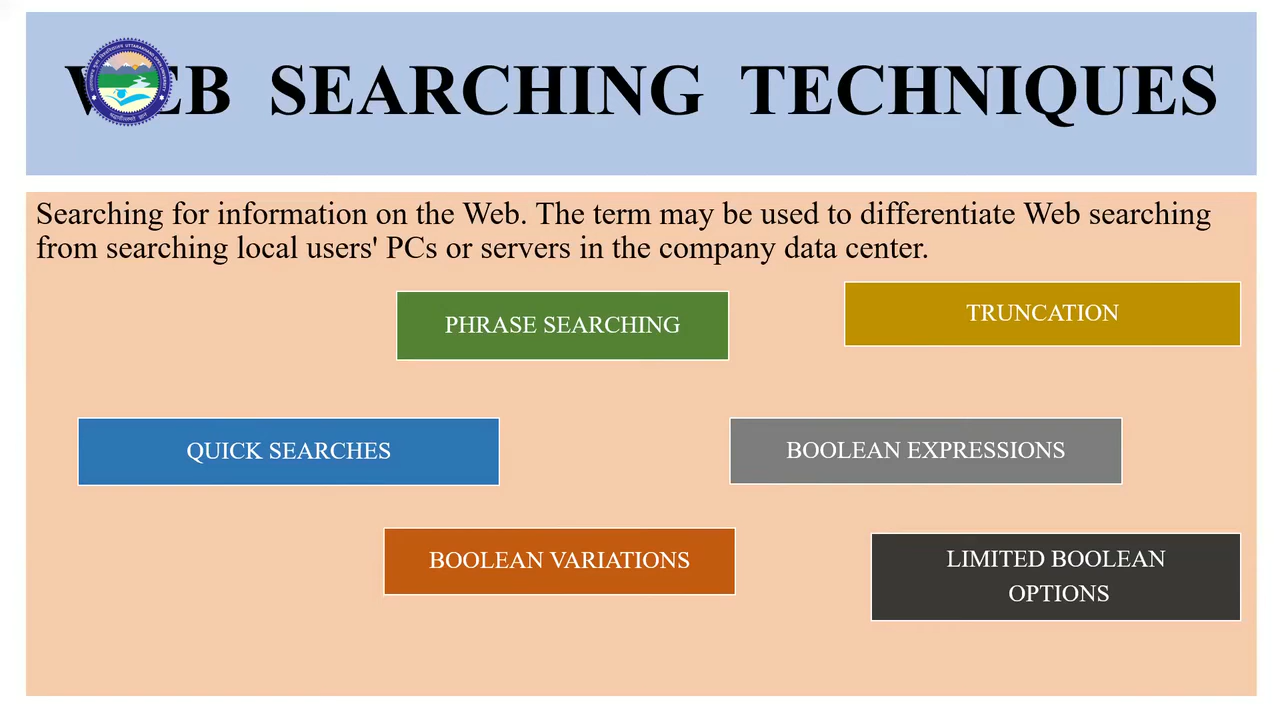 WEB SEARCHING TECHNIQUES
Searching for information on the Web. The term may be used to differentiate Web searching
from searching local users' PCs or servers in the company data center.
PHRASE SEARCHING
TRUNCATION
QUICK SEARCHES
BOOLEAN EXPRESSIONS
BOOLEAN VARIATIONS
LIMITED BOOLEAN
OPTIONS